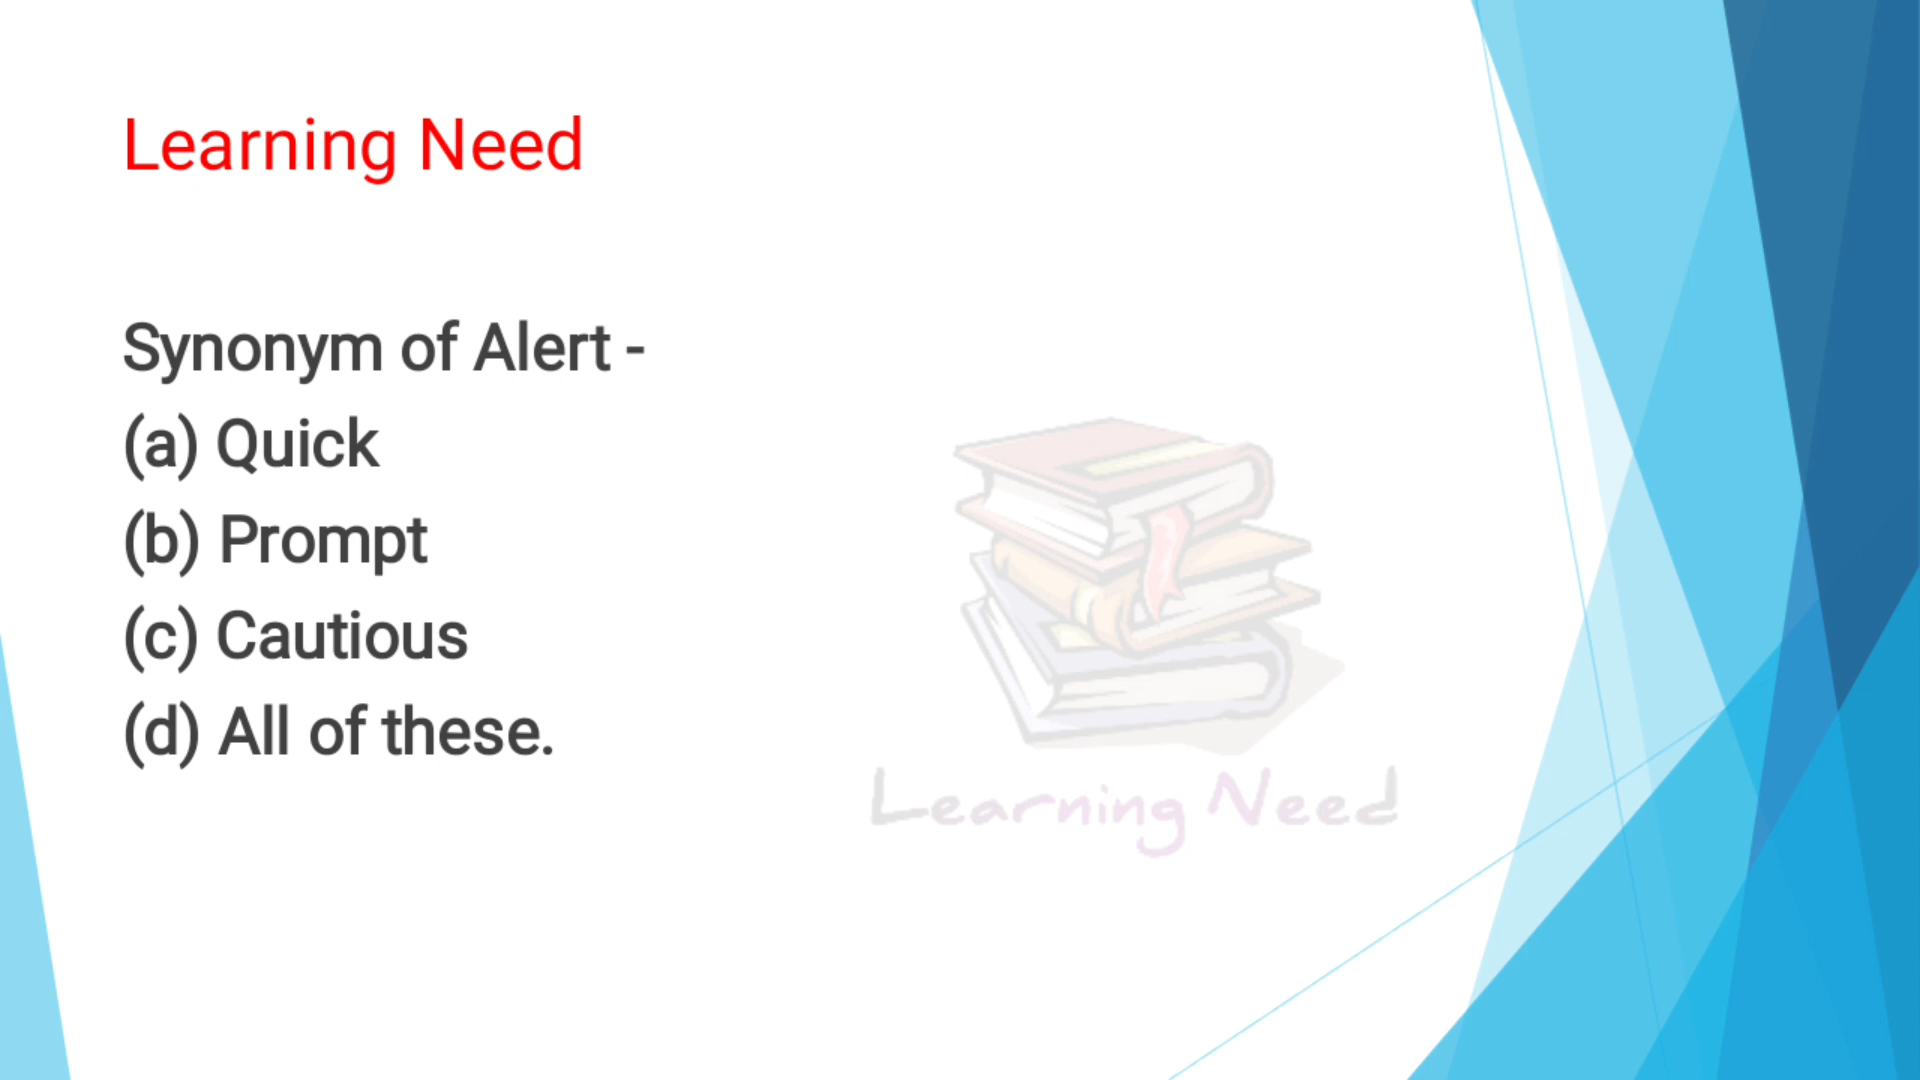 Learning Need
Synonym of Alert -
(a) Quick
(b) Prompt
(c) Cautious
(d) All of these.
Learning Need